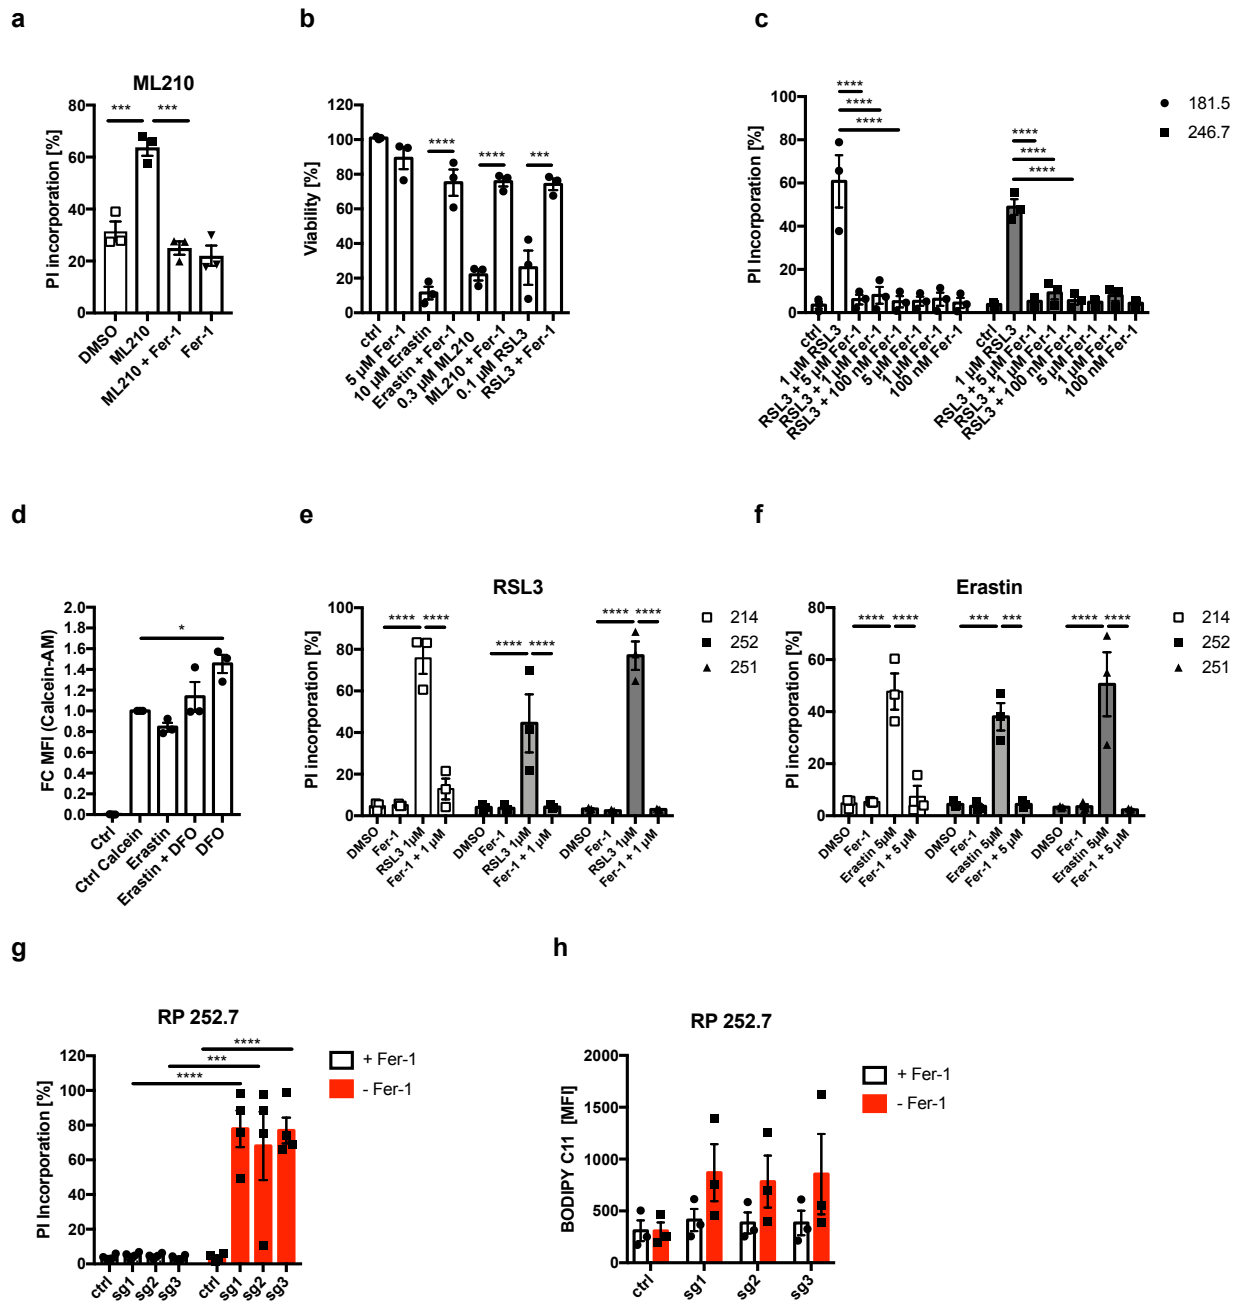 a
ML210
PI incorporation [%]
80
60
40
20
0
***
***
DMSO
ML210
ML210 + Fer-1
Fer-1
b
Viability [%]
120
100
80
60
40
20
0
****
****
***
ctrl
5 µM Fer-1
10 µM Erastin
Erastin + Fer-1
0.3 µM ML210
ML210 + Fer-1
0.1 µM RSL3
RSL3 + Fer-1
c
PI Incorporation [%]
100
80
60
40
20
0
****
****
****
****
****
****
ctrl
1 µM RSL3
RSL3 + 5 µM Fer-1
RSL3 + 1 µM Fer-1
RSL3 + 100 nM Fer-1
5 µM Fer-1
1 µM Fer-1
100 nM Fer-1
ctrl
1 µM RSL3
RSL3 + 5 µM Fer-1
RSL3 + 1 µM Fer-1
RSL3 + 100 nM Fer-1
5 µM Fer-1
1 µM Fer-1
100 nM Fer-1
181.5
246.7
d
FC MFI (Calcein-AM)
2.0
1.8
1.6
1.4
1.2
1.0
0.8
0.6
0.4
0.2
0.0
*
Ctrl
Ctrl Calcein
Erastin
Erastin + DFO
DFO
e
RSL3
PI incorporation [%]
100
80
60
40
20
0
****
****
****
****
****
****
DMSO
Fer-1
RSL3 1µM
Fer-1 + 1 µM
DMSO
Fer-1
RSL3 1µM
Fer-1 + 1 µM
DMSO
Fer-1
RSL3 1µM
Fer-1 + 1 µM
214
252
251
f
Erastin
PI incorporation [%]
80
60
40
20
0
****
****
***
***
****
****
DMSO
Fer-1
Erastin 5µM
Fer-1 + 5 µM
DMSO
Fer-1
Erastin 5µM
Fer-1 + 5 µM
DMSO
Fer-1
Erastin 5µM
Fer-1 + 5 µM
214
252
251
g
RP 252.7
PI Incorporation [%]
120
100
80
60
40
20
0
****
***
****
ctrl
sg1
sg2
sg3
ctrl
sg1
sg2
sg3
+ Fer-1
- Fer-1
h
RP 252.7
BODIPY C11 [MFI]
2000
1500
1000
500
0
ctrl
sg1
sg2
sg3
+ Fer-1
- Fer-1